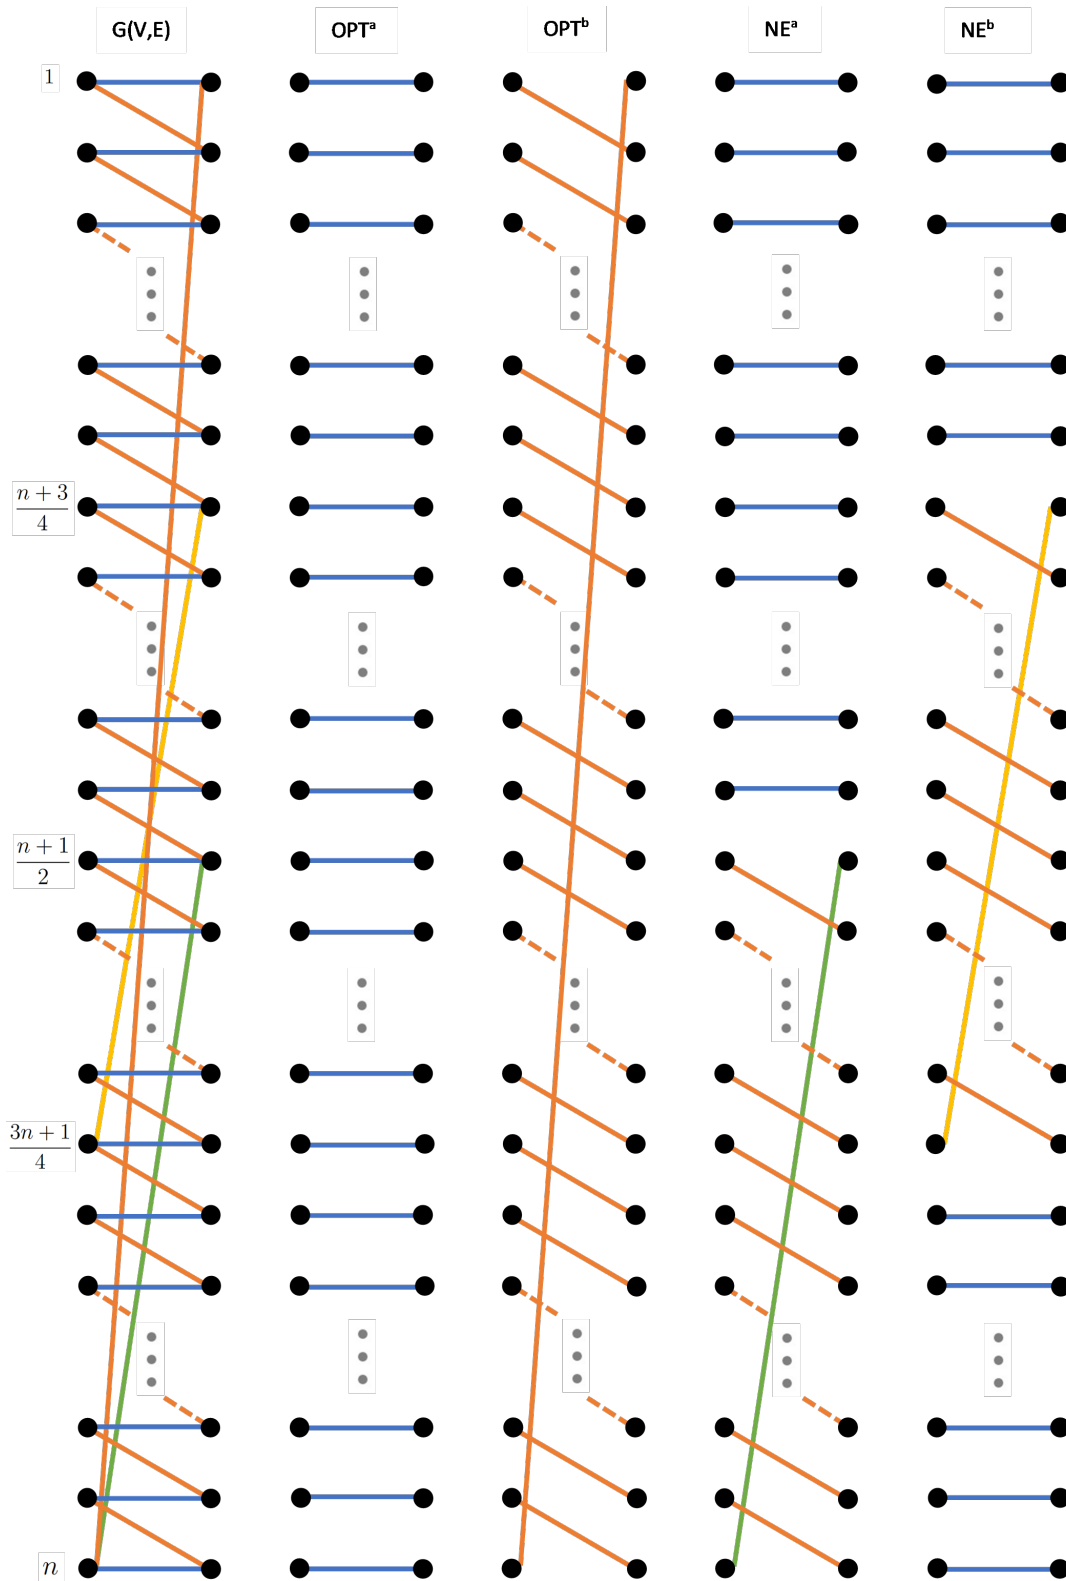 G(V,E) OPTᵃ OPTᵇ NEᵃ NEᵇ
1
n + 3
4
n + 1
2
3n + 1
4
n